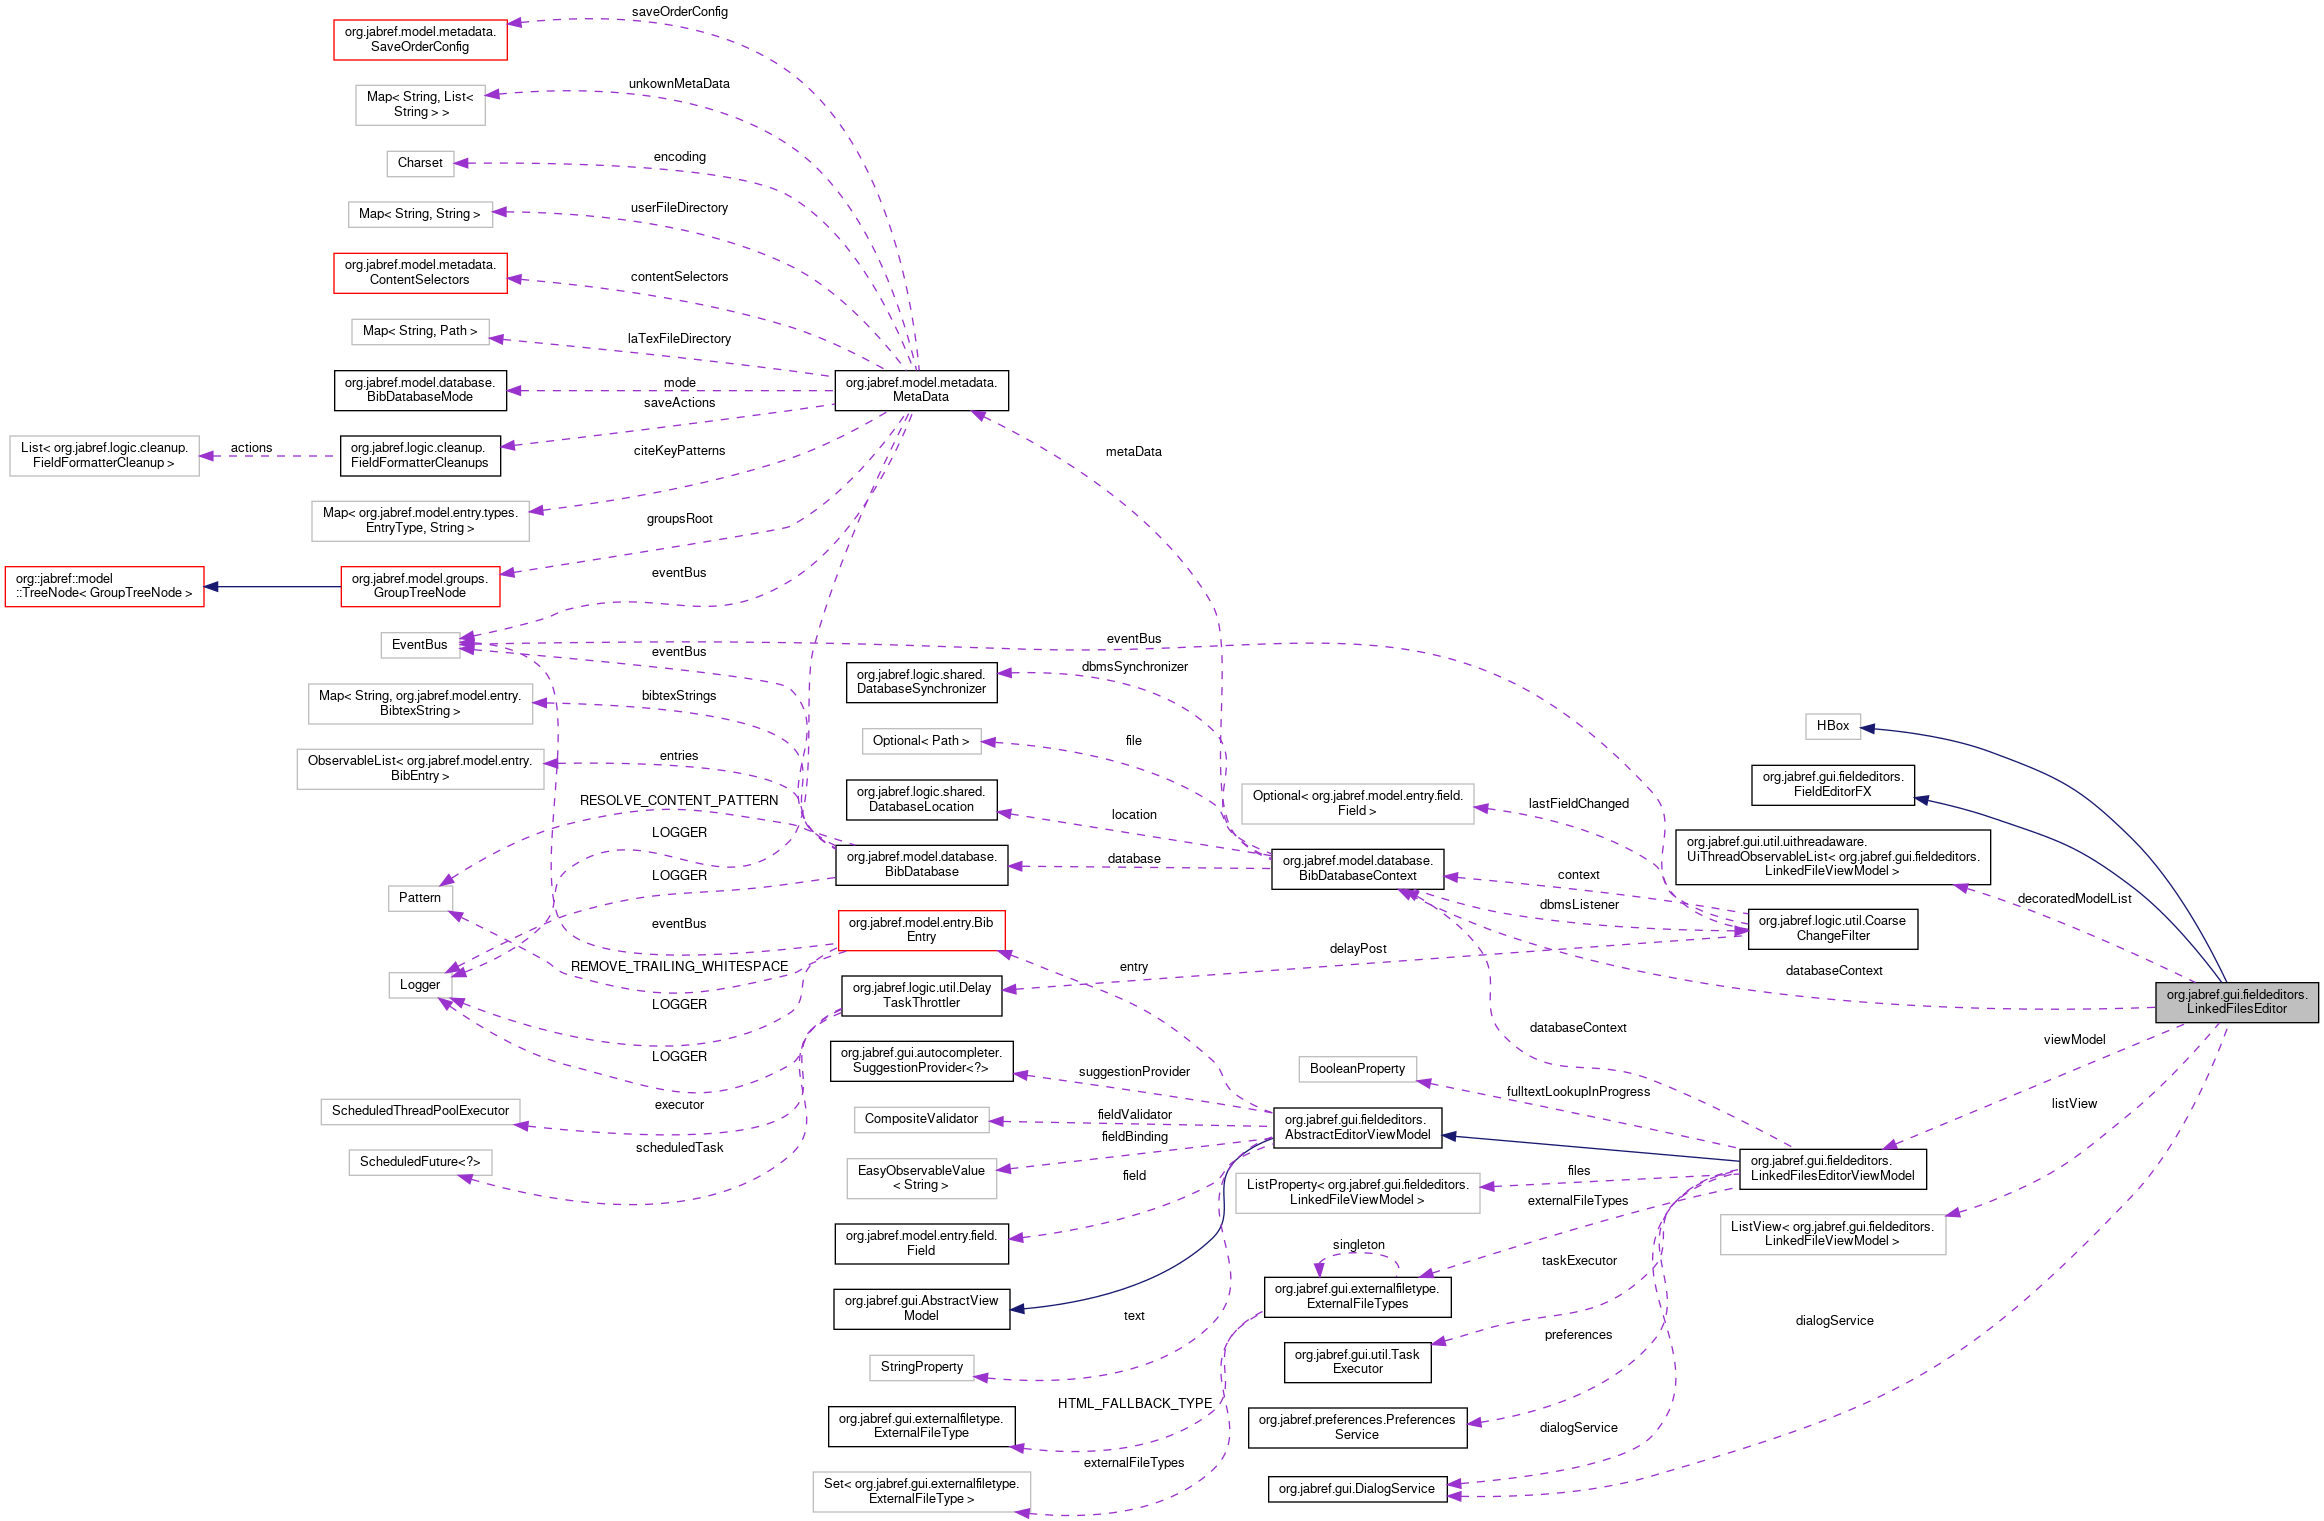 saveOrderConfig
org.jabref.model.metadata.
SaveOrderConfig
unkownMetaData
Map< String, List<
String > >
encoding
Charset
userFileDirectory
Map< String, String >
contentSelectors
org.jabref.model.metadata.
ContentSelectors
laTexFileDirectory
Map< String, Path >
mode
org.jabref.model.database.
BibDatabaseMode
org.jabref.model.metadata.
MetaData
saveActions
List< org.jabref.logic.cleanup.
FieldFormatterCleanup >
actions
org.jabref.logic.cleanup.
FieldFormatterCleanups
citeKeyPatterns
metaData
Map< org.jabref.model.entry.types.
EntryType, String >
groupsRoot
org::jabref::model
::TreeNode< GroupTreeNode >
org.jabref.model.groups.
GroupTreeNode
eventBus
EventBus
eventBus
eventBus
dbmsSynchronizer
org.jabref.logic.shared.
DatabaseSynchronizer
Map< String, org.jabref.model.entry.
BibtexString >
bibtexStrings
HBox
Optional< Path >
file
ObservableList< org.jabref.model.entry.
BibEntry >
entries
org.jabref.gui.fieldeditors.
FieldEditorFX
org.jabref.logic.shared.
DatabaseLocation
location
Optional< org.jabref.model.entry.field.
Field >
lastFieldChanged
RESOLVE_CONTENT_PATTERN
LOGGER
org.jabref.gui.util.uithreadaware.
UiThreadObservableList< org.jabref.gui.fieldeditors.
LinkedFileViewModel >
org.jabref.model.database.
BibDatabase
database
org.jabref.model.database.
BibDatabaseContext
LOGGER
context
Pattern
decoratedModelList
dbmsListener
org.jabref.logic.util.Coarse
ChangeFilter
eventBus
org.jabref.model.entry.Bib
Entry
delayPost
REMOVE_TRAILING_WHITESPACE
entry
databaseContext
Logger
org.jabref.logic.util.Delay
TaskThrottler
org.jabref.gui.fieldeditors.
LinkedFilesEditor
LOGGER
databaseContext
viewModel
LOGGER
org.jabref.gui.autocompleter.
SuggestionProvider<?>
suggestionProvider
BooleanProperty
fulltextLookupInProgress
listView
ScheduledThreadPoolExecutor
executor
CompositeValidator
fieldValidator
org.jabref.gui.fieldeditors.
AbstractEditorViewModel
fieldBinding
ScheduledFuture<?>
scheduledTask
EasyObservableValue
< String >
field
files
org.jabref.gui.fieldeditors.
LinkedFilesEditorViewModel
ListProperty< org.jabref.gui.fieldeditors.
LinkedFileViewModel >
externalFileTypes
org.jabref.model.entry.field.
Field
ListView< org.jabref.gui.fieldeditors.
LinkedFileViewModel >
singleton
taskExecutor
org.jabref.gui.AbstractView
Model
org.jabref.gui.externalfiletype.
ExternalFileTypes
text
dialogService
preferences
StringProperty
org.jabref.gui.util.Task
Executor
HTML_FALLBACK_TYPE
org.jabref.gui.externalfiletype.
ExternalFileType
org.jabref.preferences.Preferences
Service
dialogService
externalFileTypes
Set< org.jabref.gui.externalfiletype.
ExternalFileType >
org.jabref.gui.DialogService